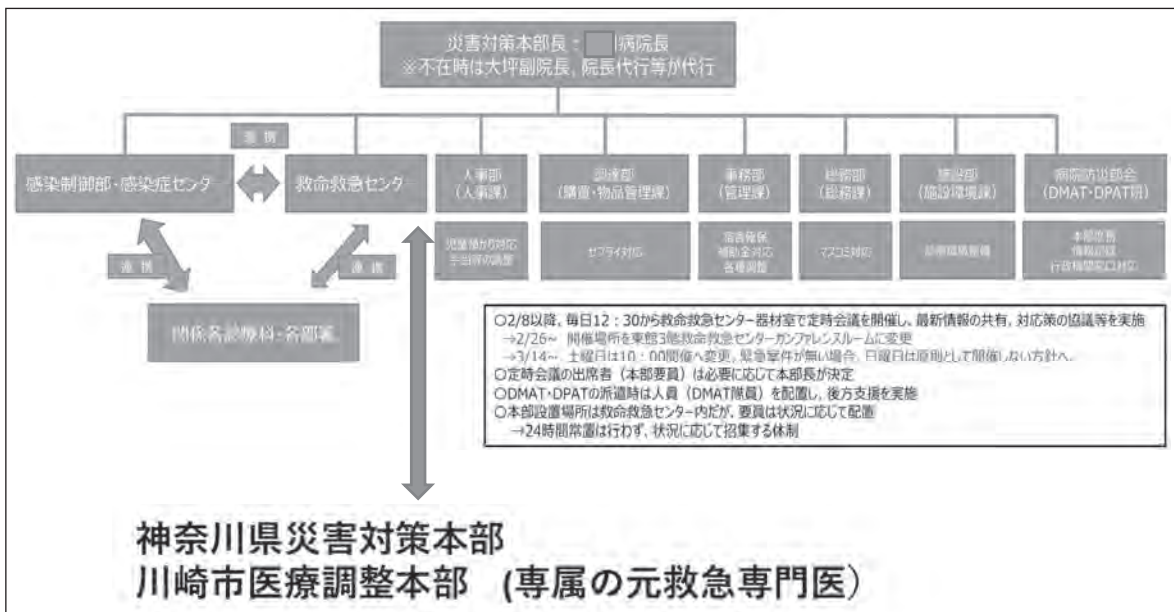 災害対策本部長: 病院長
※不在時は大坪副院長, 院長代行等が代行
連携
感染制御部・感染症センター
救命救急センター
人事部
(人事課)
調達部
(購買・物品管理課)
事務部
(管理課)
総務部
(総務課)
施設部
(施設環境課)
病院防災部会
(DMAT・DPAT班)
児童預かり対応
手当等の調整
サプライ対応
宿舎確保
補助金対応
各種調整
マスコミ対応
診療環境整備
本部班長
情報記録
行政機関窓口対応
連携
連携
関係各診療科・各部署
○2/8以降, 毎日12:30から救命救急センター器材室で定時会議を開催し, 最新情報の共有, 対応策の協議等を実施
→2/26~ 開催場所を東館3階救命救急センターカンファレンスルームに変更
→3/14~ 土曜日は10:00開催へ変更, 緊急案件が無い場合, 日曜日は原則として開催しない方針へ.
○定時会議の出席者(本部要員)は必要に応じて本部長が決定
○DMAT・DPATの派遣時は人員(DMAT隊員)を配置し, 後方支援を実施
○本部設置場所は救命救急センター内だが, 要員は状況に応じて配置
→24時間常置は行わず, 状況に応じて招集する体制
神奈川県災害対策本部
川崎市医療調整本部 (専属の元救急専門医)